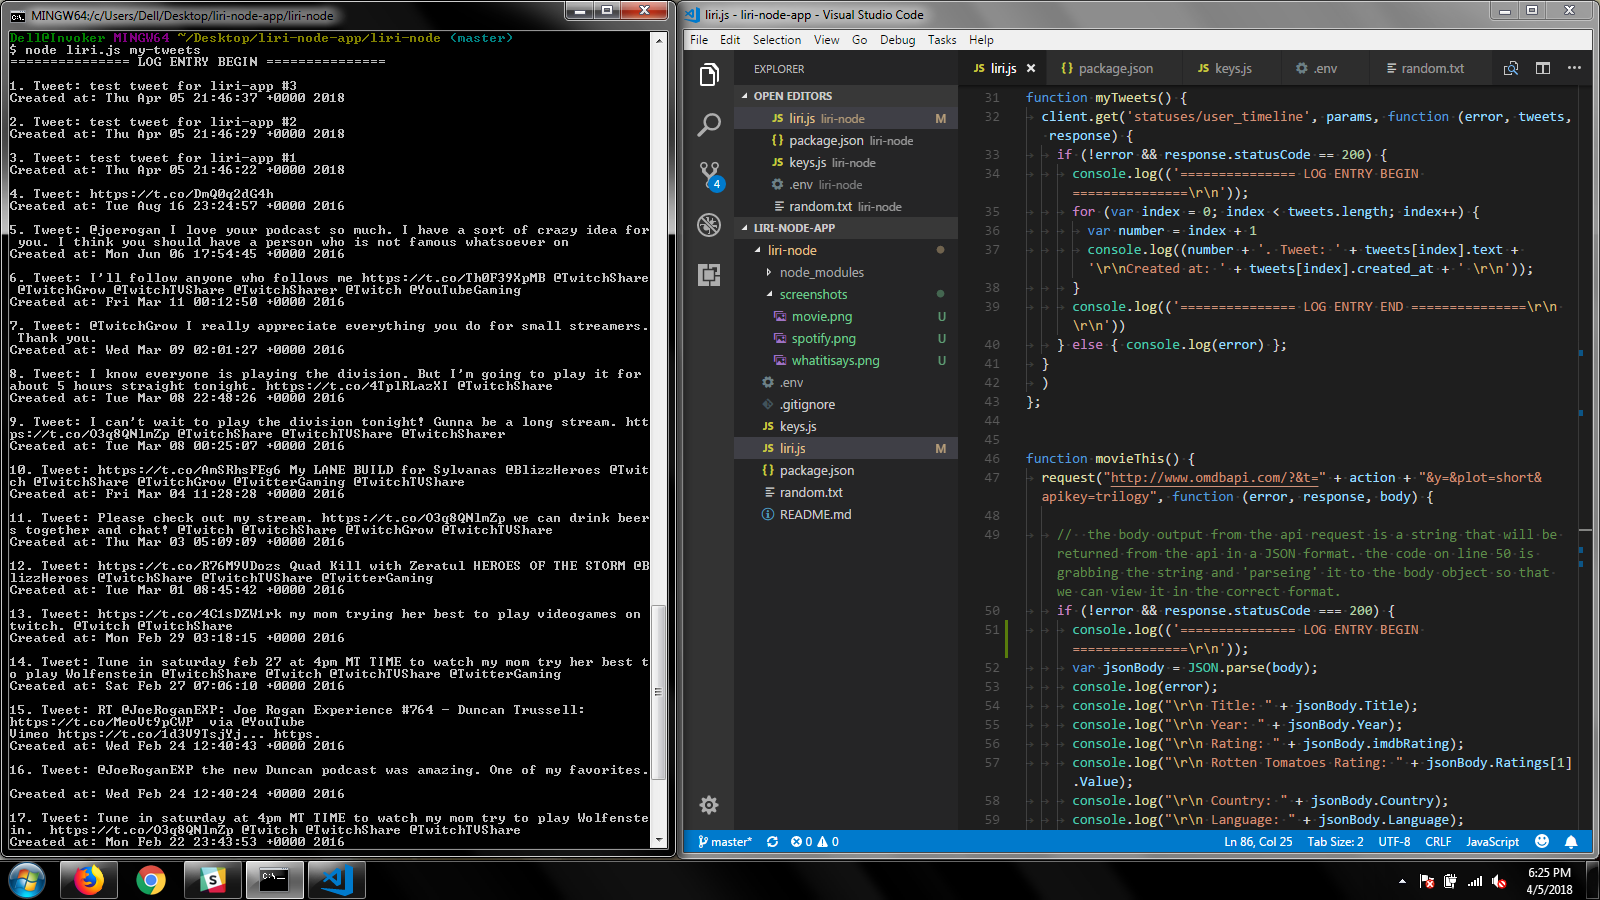 MINGW64:/c/Users/Dell/Desktop/liri-node-app/liri-node
Dell@Invoker MINGW64 ~/Desktop/liri-node-app/liri-node (master)
$ node liri.js my-tweets
=============== LOG ENTRY BEGIN ===============
1. Tweet: test tweet for liri-app #3
Created at: Thu Apr 05 21:46:37 +0000 2018
2. Tweet: test tweet for liri-app #2
Created at: Thu Apr 05 21:46:29 +0000 2018
3. Tweet: test tweet for liri-app #1
Created at: Thu Apr 05 21:46:22 +0000 2018
4. Tweet: https://t.co/DmQ0q2dG4h
Created at: Tue Aug 16 23:24:57 +0000 2016
5. Tweet: @joerogan I love your podcast so much. I have a sort of crazy idea for
 you. I think you should have a person who is not famous whatsoever on
Created at: Mon Jun 06 17:54:45 +0000 2016
6. Tweet: I'll follow anyone who follows me https://t.co/Th0F39XpMB @TwitchShare
 @TwitchGrow @TwitchTVShare @TwitchSharer @Twitch @YouTubeGaming
Created at: Fri Mar 11 00:12:50 +0000 2016
7. Tweet: @TwitchGrow I really appreciate everything you do for small streamers.
 Thank you.
Created at: Wed Mar 09 02:01:27 +0000 2016
8. Tweet: I know everyone is playing the division. But I'm going to play it for
about 5 hours straight tonight. https://t.co/4TplRLazXI @TwitchShare
Created at: Tue Mar 08 22:48:26 +0000 2016
9. Tweet: I can't wait to play the division tonight! Gunna be a long stream. htt
ps://t.co/O3q8QNlmZp @TwitchShare @TwitchTVShare @TwitchSharer
Created at: Tue Mar 08 00:25:07 +0000 2016
10. Tweet: https://t.co/AmSRhsFEg6 My LANE BUILD for Sylvanas @BlizzHeroes @Twit
ch @TwitchShare @TwitchGrow @TwitterGaming @TwitchTVShare
Created at: Fri Mar 04 11:28:28 +0000 2016
11. Tweet: Please check out my stream. https://t.co/O3q8QNlmZp we can drink beer
s together and chat! @Twitch @TwitchShare @TwitchGrow @TwitchTVShare
Created at: Thu Mar 03 05:09:09 +0000 2016
12. Tweet: https://t.co/R76M9VDozs Quad Kill with Zeratul HEROES OF THE STORM @B
lizzHeroes @TwitchShare @TwitchTVShare @TwitterGaming
Created at: Tue Mar 01 08:45:42 +0000 2016
13. Tweet: https://t.co/4C1sDZW1rk my mom trying her best to play videogames on
twitch. @Twitch @TwitchShare
Created at: Mon Feb 29 03:18:15 +0000 2016
14. Tweet: Tune in saturday feb 27 at 4pm MT TIME to watch my mom try her best t
o play Wolfenstein @TwitchShare @Twitch @TwitchTVShare @TwitterGaming
Created at: Sat Feb 27 07:06:10 +0000 2016
15. Tweet: RT @JoeRoganEXP: Joe Rogan Experience #764 - Duncan Trussell:
https://t.co/MeoVt9pCWP  via @YouTube
Vimeo https://t.co/1d3V9TsjYj... https.
Created at: Wed Feb 24 12:40:43 +0000 2016
16. Tweet: @JoeRoganEXP the new Duncan podcast was amazing. One of my favorites.
Created at: Wed Feb 24 12:40:24 +0000 2016
17. Tweet: Tune in saturday at 4pm MT TIME to watch my mom try to play Wolfenste
in.  https://t.co/O3q8QNlmZp @Twitch @TwitchShare @TwitchTVShare
Created at: Mon Feb 22 23:43:53 +0000 2016
liri.js - liri-node-app - Visual Studio Code
File Edit Selection View Go Debug Tasks Help
EXPLORER
OPEN EDITORS
JS liri.js liri-node M
{} package.json liri-node
JS keys.js liri-node
.env liri-node
random.txt liri-node
LIRI-NODE-APP
liri-node
node_modules
screenshots
movie.png U
spotify.png U
whatitisays.png U
.env
.gitignore
JS keys.js
JS liri.js M
{} package.json
random.txt
README.md
4
JS liri.js × {} package.json JS keys.js .env random.txt
31 function myTweets() {
32 client.get('statuses/user_timeline', params, function (error, tweets,
response) {
33 if (!error && response.statusCode == 200) {
34 console.log(('=============== LOG ENTRY BEGIN
===============\r\n'));
35 for (var index = 0; index < tweets.length; index++) {
36 var number = index + 1
37 console.log((number + '. Tweet: ' + tweets[index].text +
'\r\nCreated at: ' + tweets[index].created_at + ' \r\n'));
38 }
39 console.log(('=============== LOG ENTRY END ===============\r\n
\r\n'))
40 } else { console.log(error) };
41 }
42 )
43 };
44
45
46 function movieThis() {
47 request("http://www.omdbapi.com/?&t=" + action + "&y=&plot=short&
apikey=trilogy", function (error, response, body) {
48
49 //  the body output from the api request is a string that will be
returned from the api in a JSON format. the code on line 50 is
grabbing the string and 'parseing' it to the body object so that
we can view it in the correct format.
50 if (!error && response.statusCode === 200) {
51 console.log(('=============== LOG ENTRY BEGIN
===============\r\n'));
52 var jsonBody = JSON.parse(body);
53 console.log(error);
54 console.log("\r\n Title: " + jsonBody.Title);
55 console.log("\r\n Year: " + jsonBody.Year);
56 console.log("\r\n Rating: " + jsonBody.imdbRating);
57 console.log("\r\n Rotten Tomatoes Rating: " + jsonBody.Ratings[1]
.Value);
58 console.log("\r\n Country: " + jsonBody.Country);
59 console.log("\r\n Language: " + jsonBody.Language);
master* 0 0 Ln 86, Col 25 Tab Size: 2 UTF-8 CRLF JavaScript
6:25 PM
4/5/2018